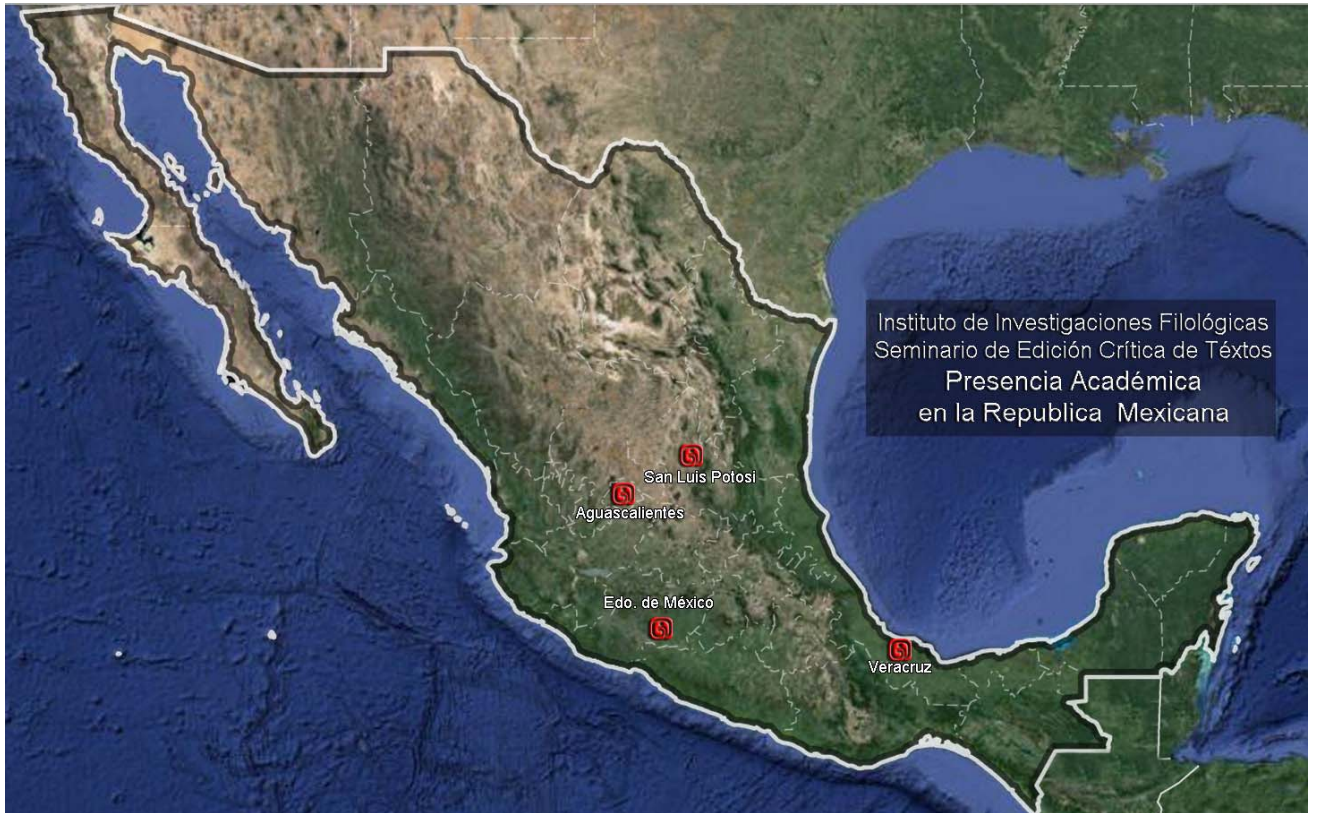 Instituto de Investigaciones Filológicas
Seminario de Edición Crítica de Téxtos
Presencia Académica
en la Republica Mexicana
San Luis Potosi
Aguascalientes
Edo. de México
Veracruz